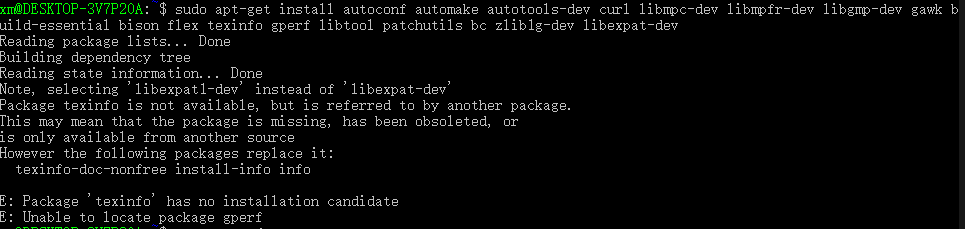 xm@DESKTOP-3V7P20A: $ sudo apt-get install autoconf automake autotools-dev curl libmpc-dev libmpfr-dev libgmp-dev gawk b
uild-essential bison flex texinfo gperf libtool patchutils bc zliblg-dev libexpat-dev
Reading package lists... Done
Building dependency tree
Reading state information... Done
Note, selecting 'libexpat1-dev' instead of 'libexpat-dev'
Package texinfo is not available, but is referred to by another package.
This may mean that the package is missing, has been obsoleted, or
is only available from another source
However the following packages replace it:
texinfo-doc-nonfree install-info info
E: Package 'texinfo' has no installation candidate
E: Unable to locate package gperf